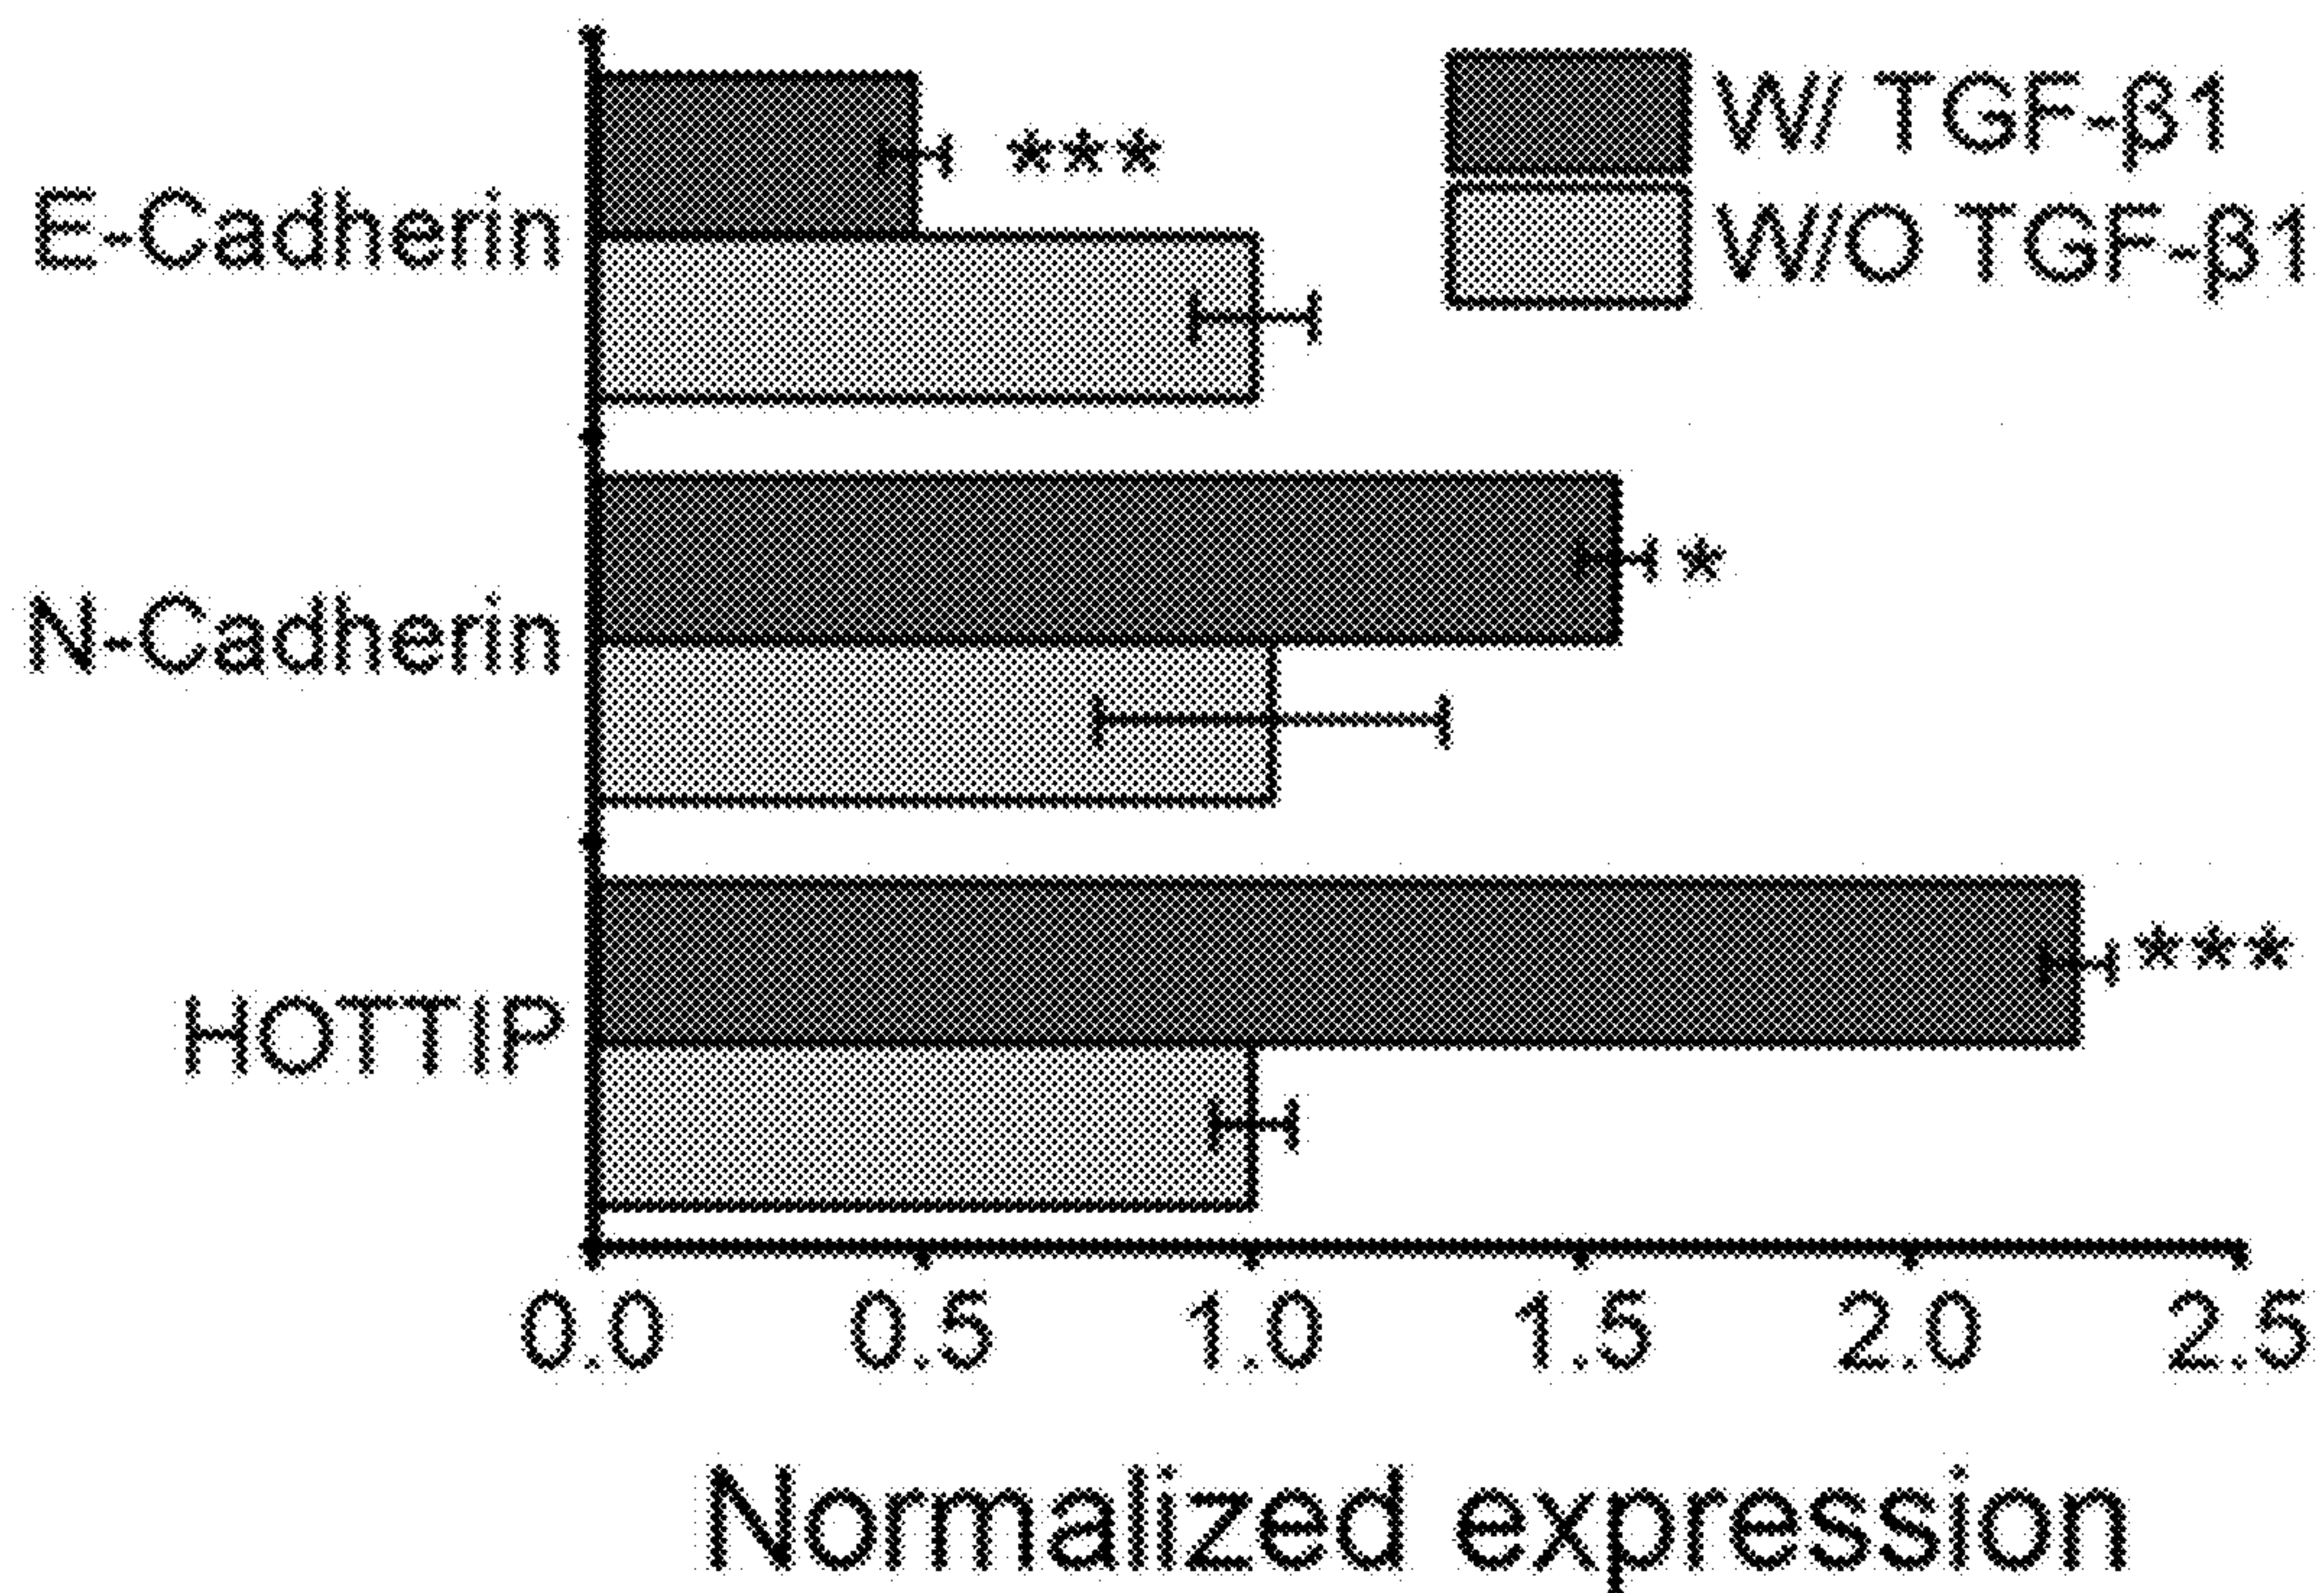 W/ TGF-β1
W/O TGF-β1
E-Cadherin
***
N-Cadherin
*
HOTTIP
***
0.0 0.5 1.0 1.5 2.0 2.5
Normalized expression